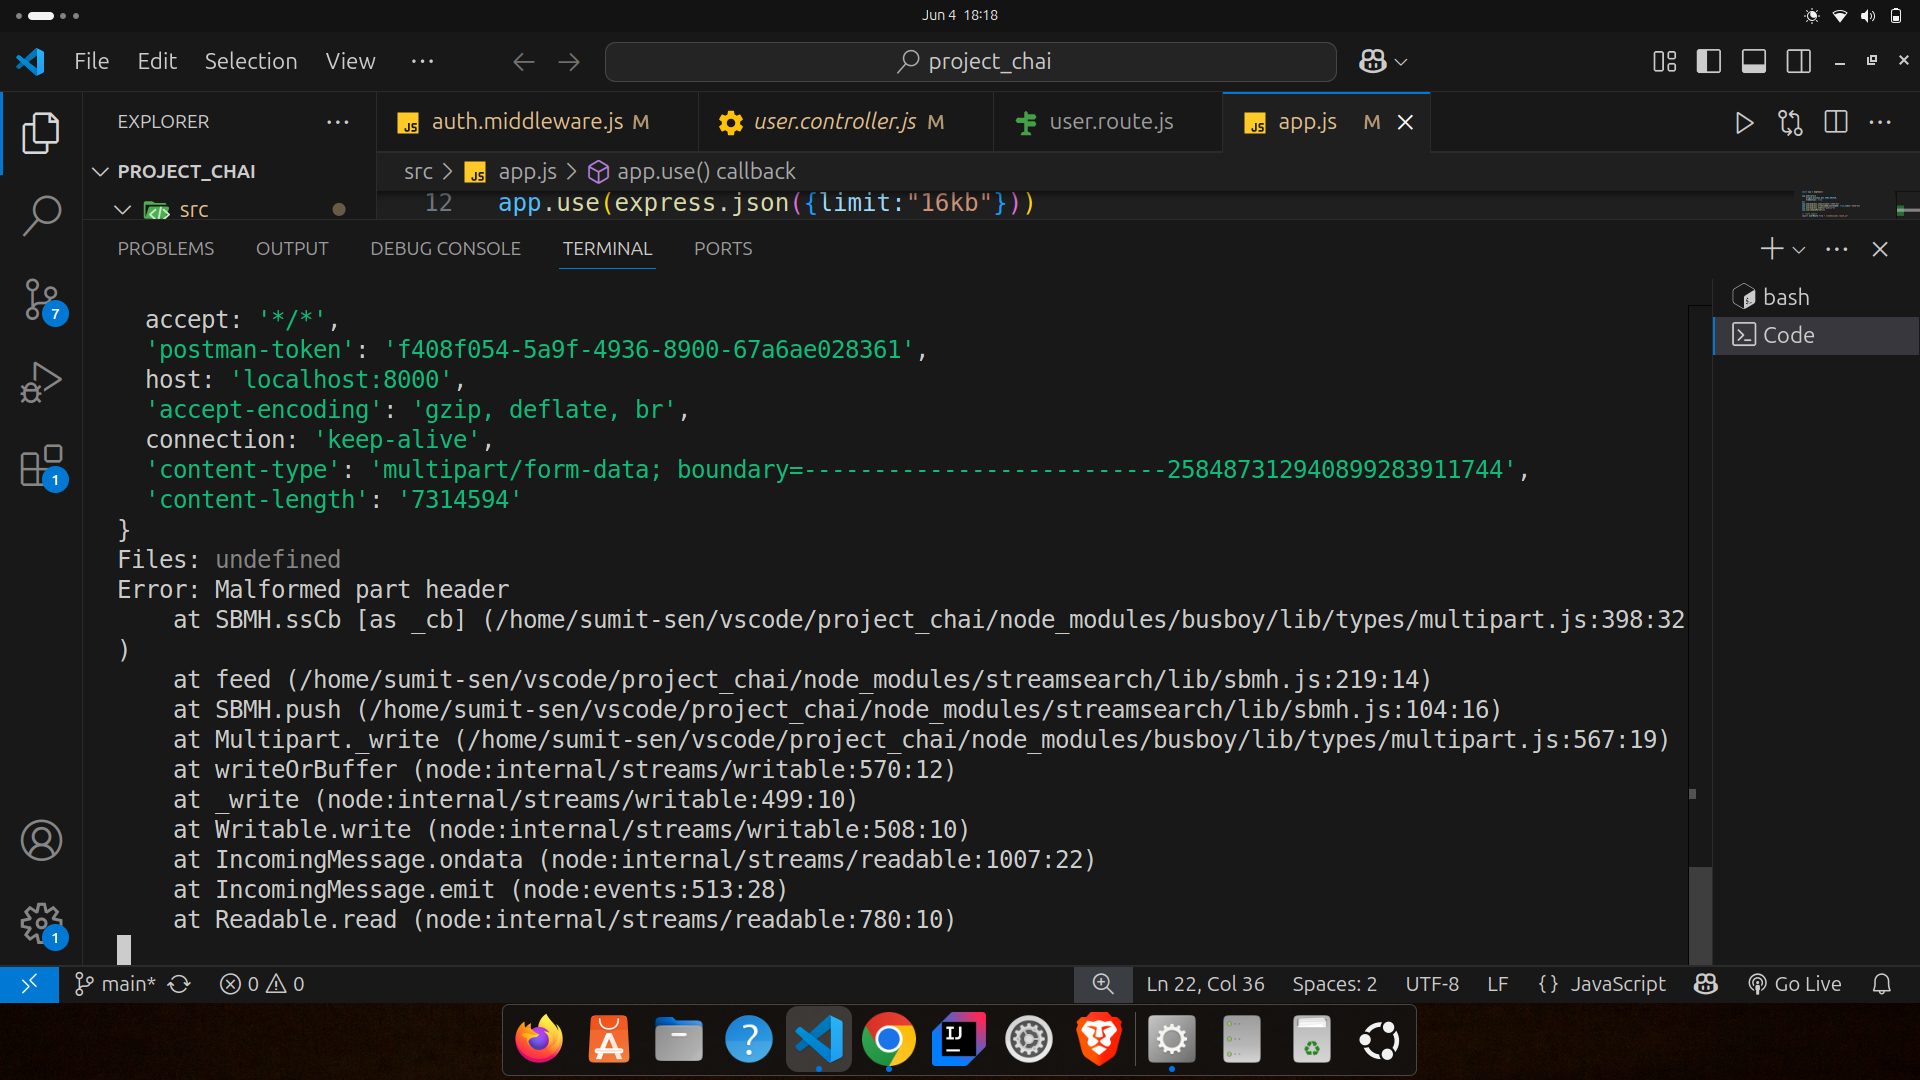 Jun 4 18:18
File Edit Selection View ···
project_chai
EXPLORER ···
JS auth.middleware.js M
user.controller.js M
user.route.js
JS app.js M
PROJECT_CHAI
src
src > JS app.js > app.use() callback
12 app.use(express.json({limit:"16kb"}))
PROBLEMS OUTPUT DEBUG CONSOLE TERMINAL PORTS
bash
Code
accept: '*/*',
'postman-token': 'f408f054-5a9f-4936-8900-67a6ae028361',
host: 'localhost:8000',
'accept-encoding': 'gzip, deflate, br',
connection: 'keep-alive',
'content-type': 'multipart/form-data; boundary=--------------------------258487312940899283911744',
'content-length': '7314594'
}
Files: undefined
Error: Malformed part header
at SBMH.ssCb [as _cb] (/home/sumit-sen/vscode/project_chai/node_modules/busboy/lib/types/multipart.js:398:32
)
at feed (/home/sumit-sen/vscode/project_chai/node_modules/streamsearch/lib/sbmh.js:219:14)
at SBMH.push (/home/sumit-sen/vscode/project_chai/node_modules/streamsearch/lib/sbmh.js:104:16)
at Multipart._write (/home/sumit-sen/vscode/project_chai/node_modules/busboy/lib/types/multipart.js:567:19)
at writeOrBuffer (node:internal/streams/writable:570:12)
at _write (node:internal/streams/writable:499:10)
at Writable.write (node:internal/streams/writable:508:10)
at IncomingMessage.ondata (node:internal/streams/readable:1007:22)
at IncomingMessage.emit (node:events:513:28)
at Readable.read (node:internal/streams/readable:780:10)
7
1
1
main* 0 0
Ln 22, Col 36 Spaces: 2 UTF-8 LF {} JavaScript Go Live
A ? IJ